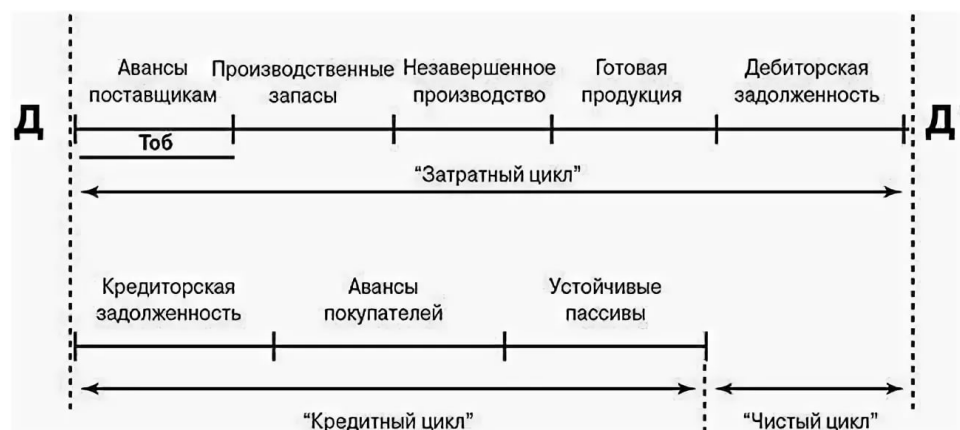 Авансы
поставщикам
Производственные
запасы
Незавершенное
производство
Готовая
продукция
Дебиторская
задолженность
Д
Д'
Тоб
“Затратный цикл”
Кредиторская
задолженность
Авансы
покупателей
Устойчивые
пассивы
“Кредитный цикл”
“Чистый цикл”